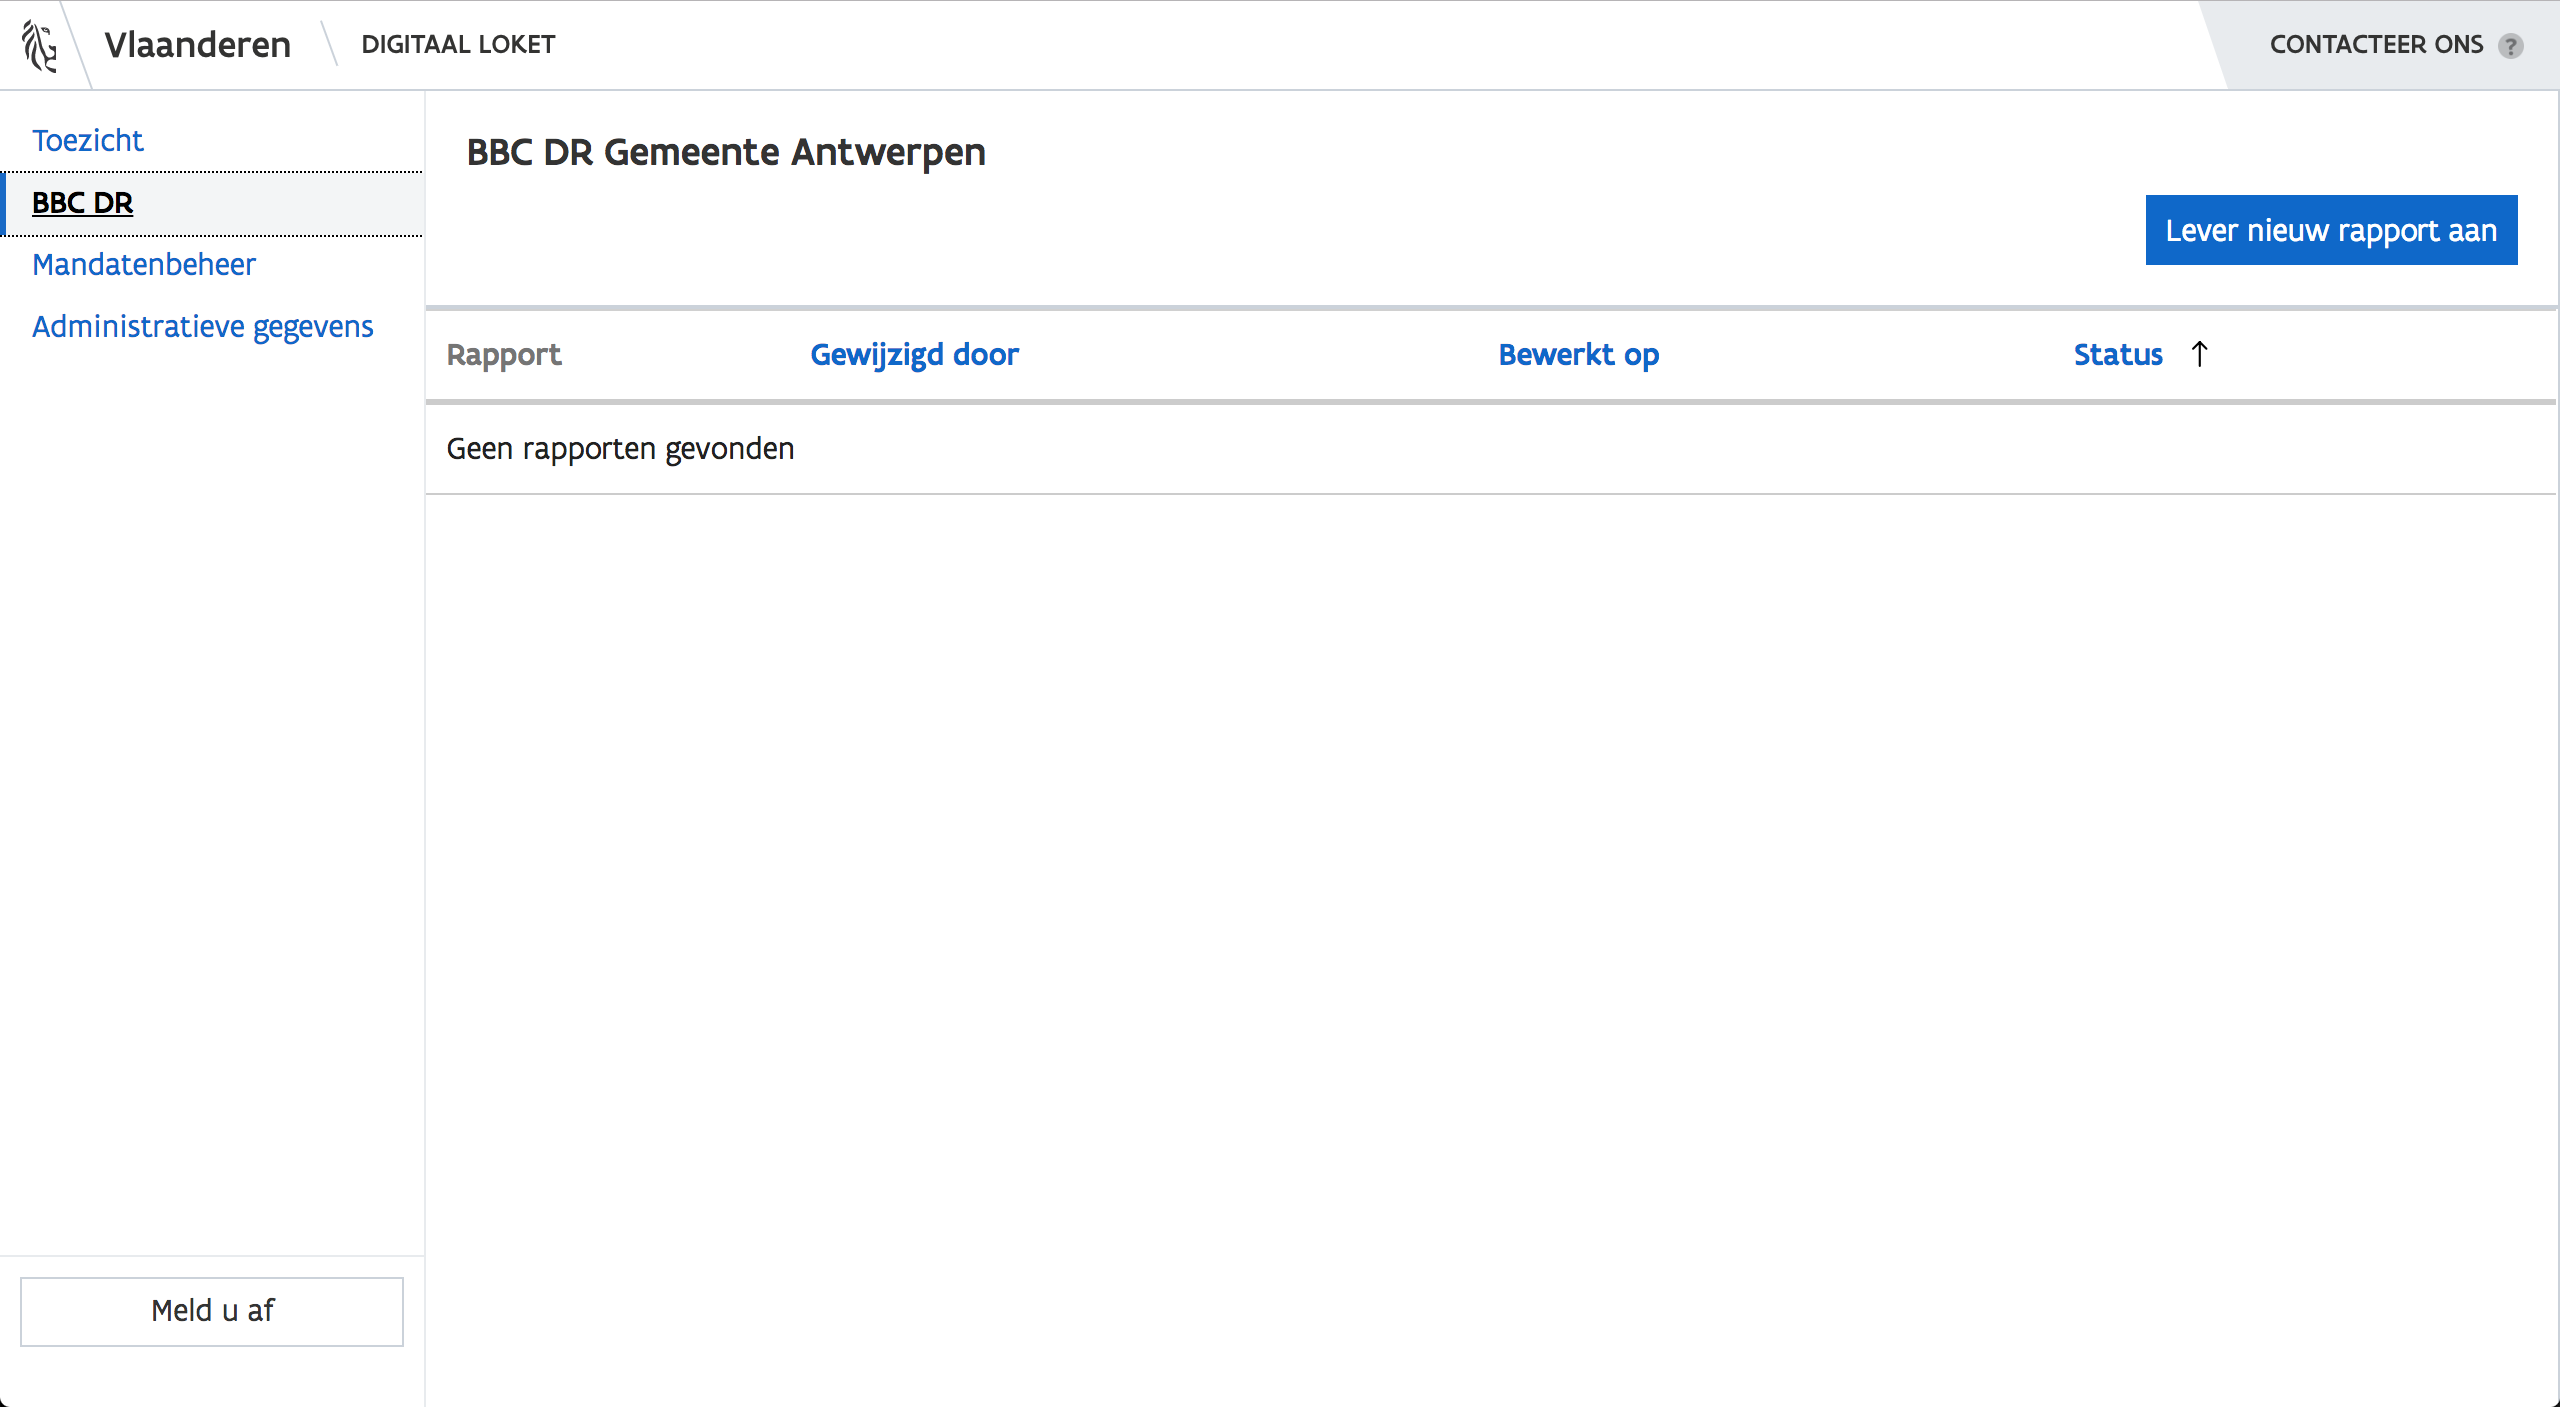 Vlaanderen
DIGITAAL LOKET
CONTACTEER ONS ?
Toezicht
BBC DR
Mandatenbeheer
Administratieve gegevens
Meld u af
BBC DR Gemeente Antwerpen
Lever nieuw rapport aan
Rapport Gewijzigd door Bewerkt op Status ↑
Geen rapporten gevonden